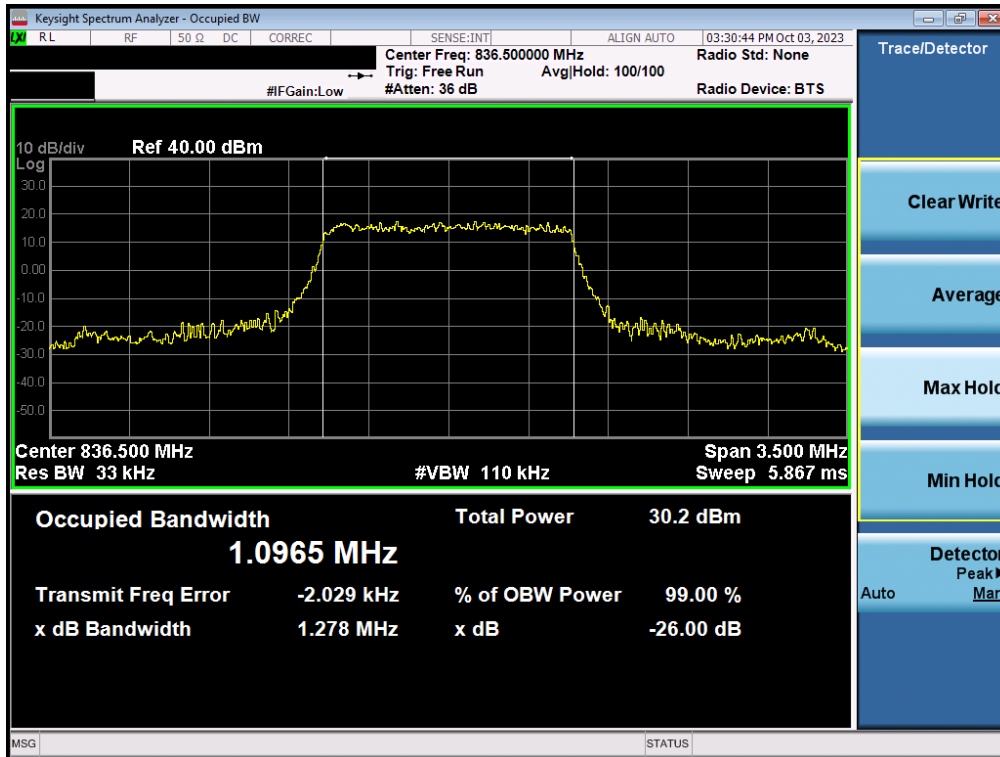 Keysight Spectrum Analyzer - Occupied BW
LXI RL RF 50 Ω DC CORREC SENSE:INT ALIGN AUTO 03:30:44 PM Oct 03, 2023
Center Freq: 836.500000 MHz Radio Std: None
Trig: Free Run Avg|Hold: 100/100
#IFGain:Low #Atten: 36 dB Radio Device: BTS
10 dB/div Ref 40.00 dBm
Log
30.0
20.0
10.0
0.00
-10.0
-20.0
-30.0
-40.0
-50.0
Center 836.500 MHz Span 3.500 MHz
Res BW 33 kHz #VBW 110 kHz Sweep 5.867 ms
Occupied Bandwidth Total Power 30.2 dBm
1.0965 MHz
Transmit Freq Error -2.029 kHz % of OBW Power 99.00 %
x dB Bandwidth 1.278 MHz x dB -26.00 dB
MSG STATUS
Trace/Detector
Clear Write
Average
Max Hold
Min Hold
Detector
Peak▶
Auto Man